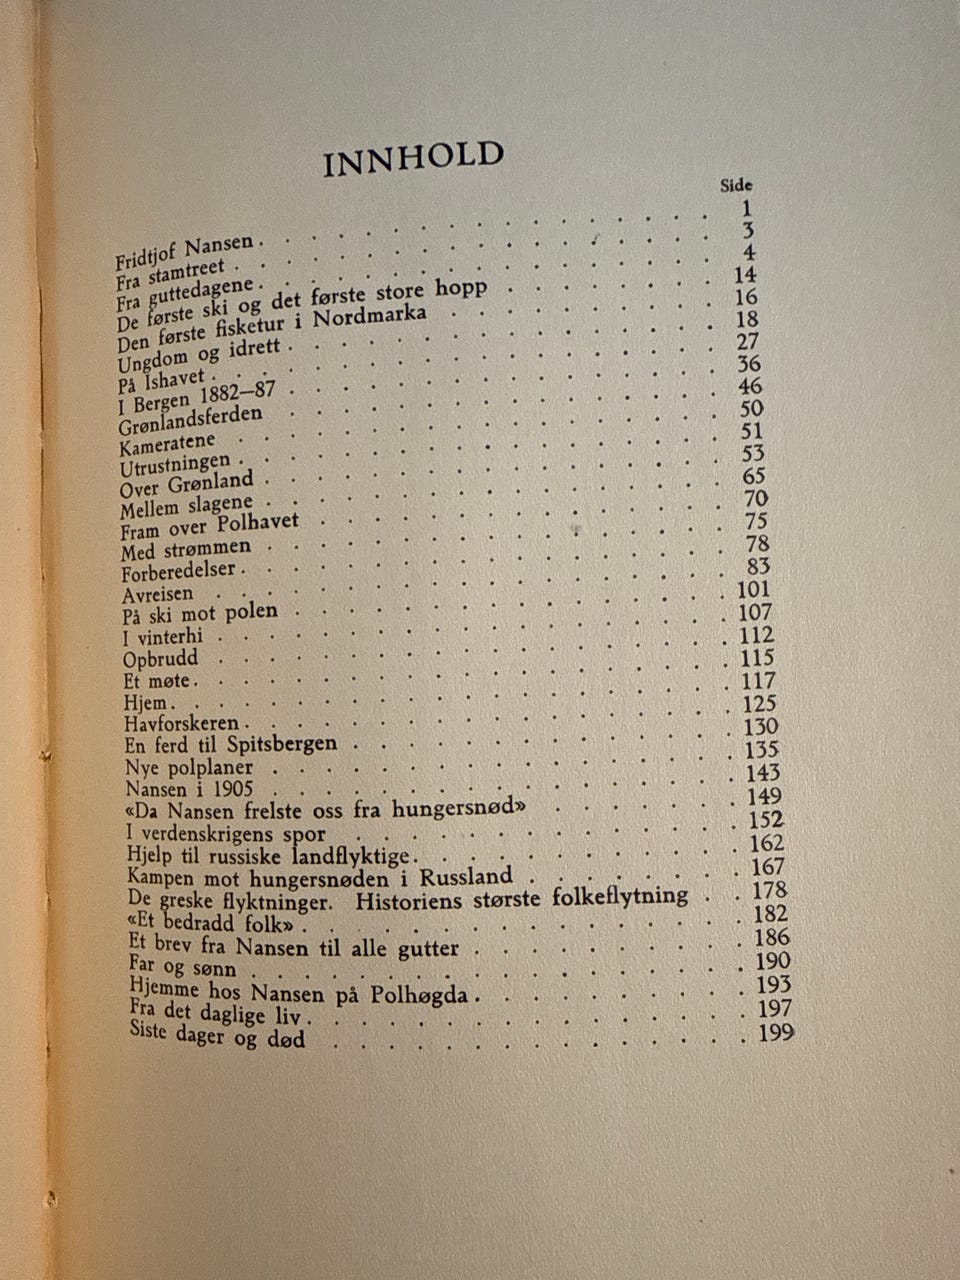 INNHOLD
Side
Fridtjof Nansen . . . . . . . . . . . . . . . . . 1
Fra stamtreet . . . . . . . . . . . . . . . . . . 3
Fra guttedagene . . . . . . . . . . . . . . . . . 4
De første ski og det første store hopp . . . . . . . . 14
Den første fisketur i Nordmarka . . . . . . . . . . 16
Ungdom og idrett . . . . . . . . . . . . . . . . 18
På Ishavet . . . . . . . . . . . . . . . . . . . 27
I Bergen 1882—87 . . . . . . . . . . . . . . . . 36
Grønlandsferden . . . . . . . . . . . . . . . . 46
Kameratene . . . . . . . . . . . . . . . . . . 50
Utrustningen . . . . . . . . . . . . . . . . . . 51
Over Grønland . . . . . . . . . . . . . . . . . 53
Mellem slagene . . . . . . . . . . . . . . . . . 65
Fram over Polhavet . . . . . . . . . . . . . . . 70
Med strømmen . . . . . . . . . . . . . . . . . 75
Forberedelser . . . . . . . . . . . . . . . . . . 78
Avreisen . . . . . . . . . . . . . . . . . . . 83
På ski mot polen . . . . . . . . . . . . . . . . 101
I vinterhi . . . . . . . . . . . . . . . . . . . 107
Opbrudd . . . . . . . . . . . . . . . . . . . 112
Et møte . . . . . . . . . . . . . . . . . . . . 115
Hjem . . . . . . . . . . . . . . . . . . . . . 117
Havforskeren . . . . . . . . . . . . . . . . . . 125
En ferd til Spitsbergen . . . . . . . . . . . . . . 130
Nye polplaner . . . . . . . . . . . . . . . . . 135
Nansen i 1905 . . . . . . . . . . . . . . . . . 143
«Da Nansen frelste oss fra hungersnød» . . . . . . . 149
I verdenskrigens spor . . . . . . . . . . . . . . 152
Hjelp til russiske landflyktige . . . . . . . . . . . . 162
Kampen mot hungersnøden i Russland . . . . . . . . 167
De greske flyktninger. Historiens største folkeflytning . . 178
«Et bedradd folk» . . . . . . . . . . . . . . . . 182
Et brev fra Nansen til alle gutter . . . . . . . . . . 186
Far og sønn . . . . . . . . . . . . . . . . . . 190
Hjemme hos Nansen på Polhøgda . . . . . . . . . . 193
Fra det daglige liv . . . . . . . . . . . . . . . . 197
Siste dager og død . . . . . . . . . . . . . . . 199